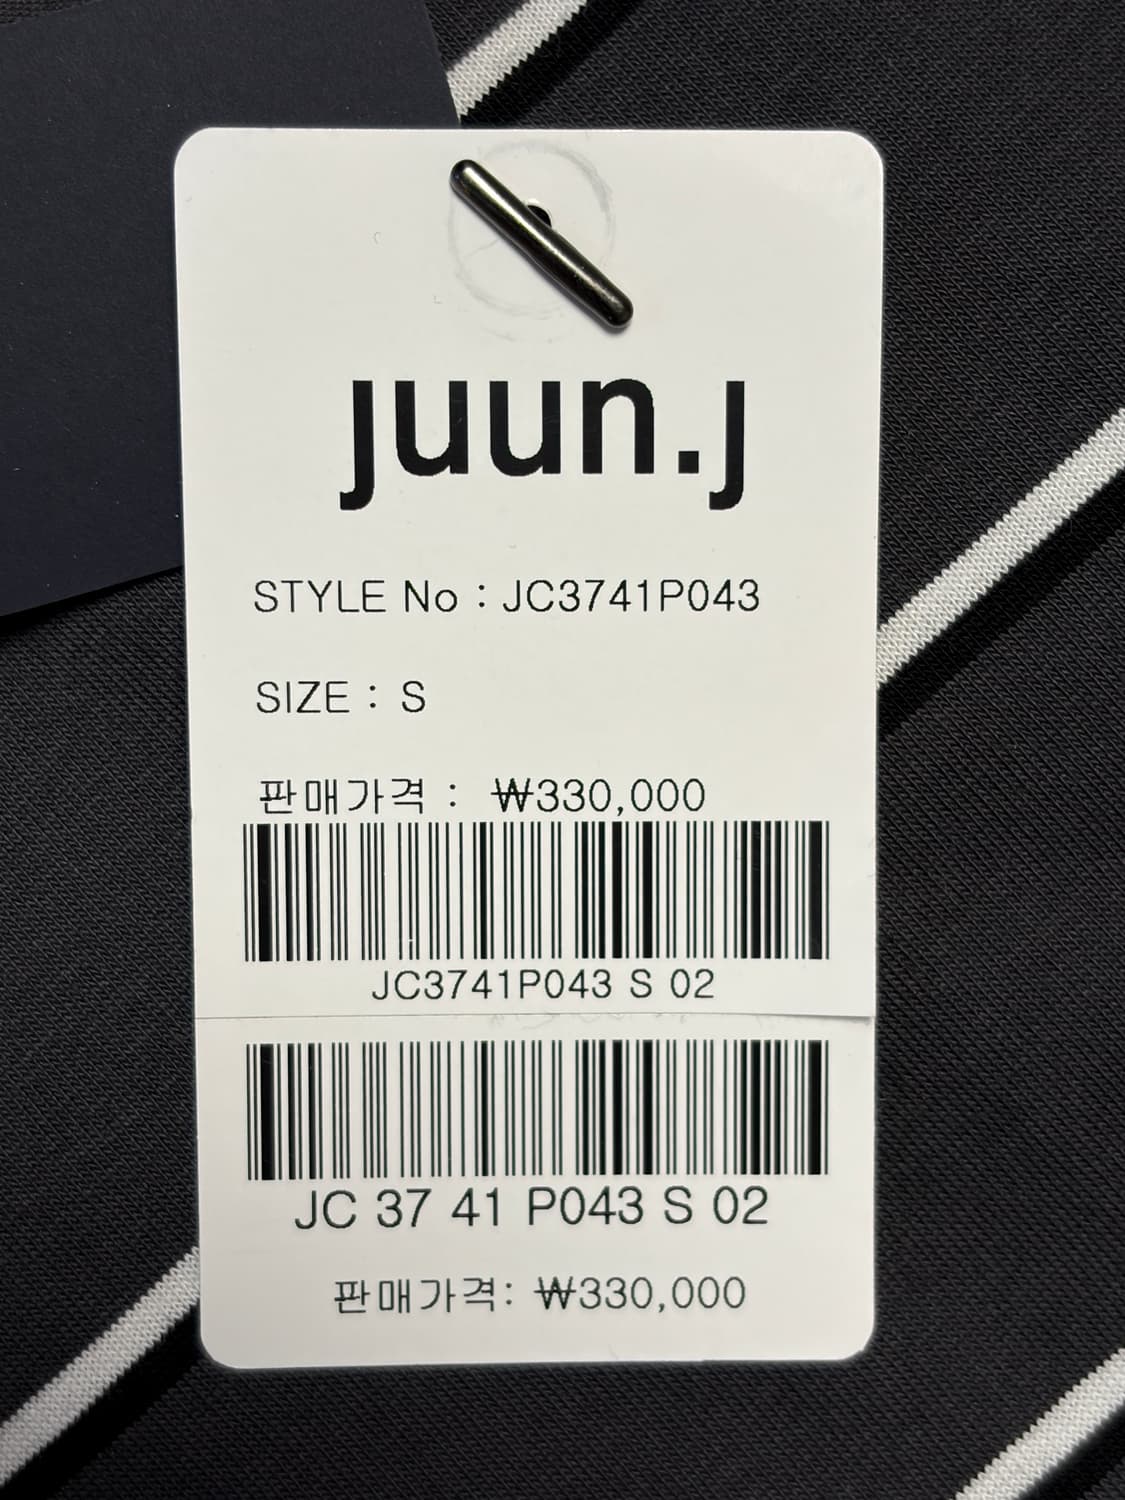 juun.j
STYLE No : JC3741P043
SIZE : S
판매가격 : ₩330,000
JC3741P043 S 02
JC 37 41 P043 S 02
판매가격: ₩330,000